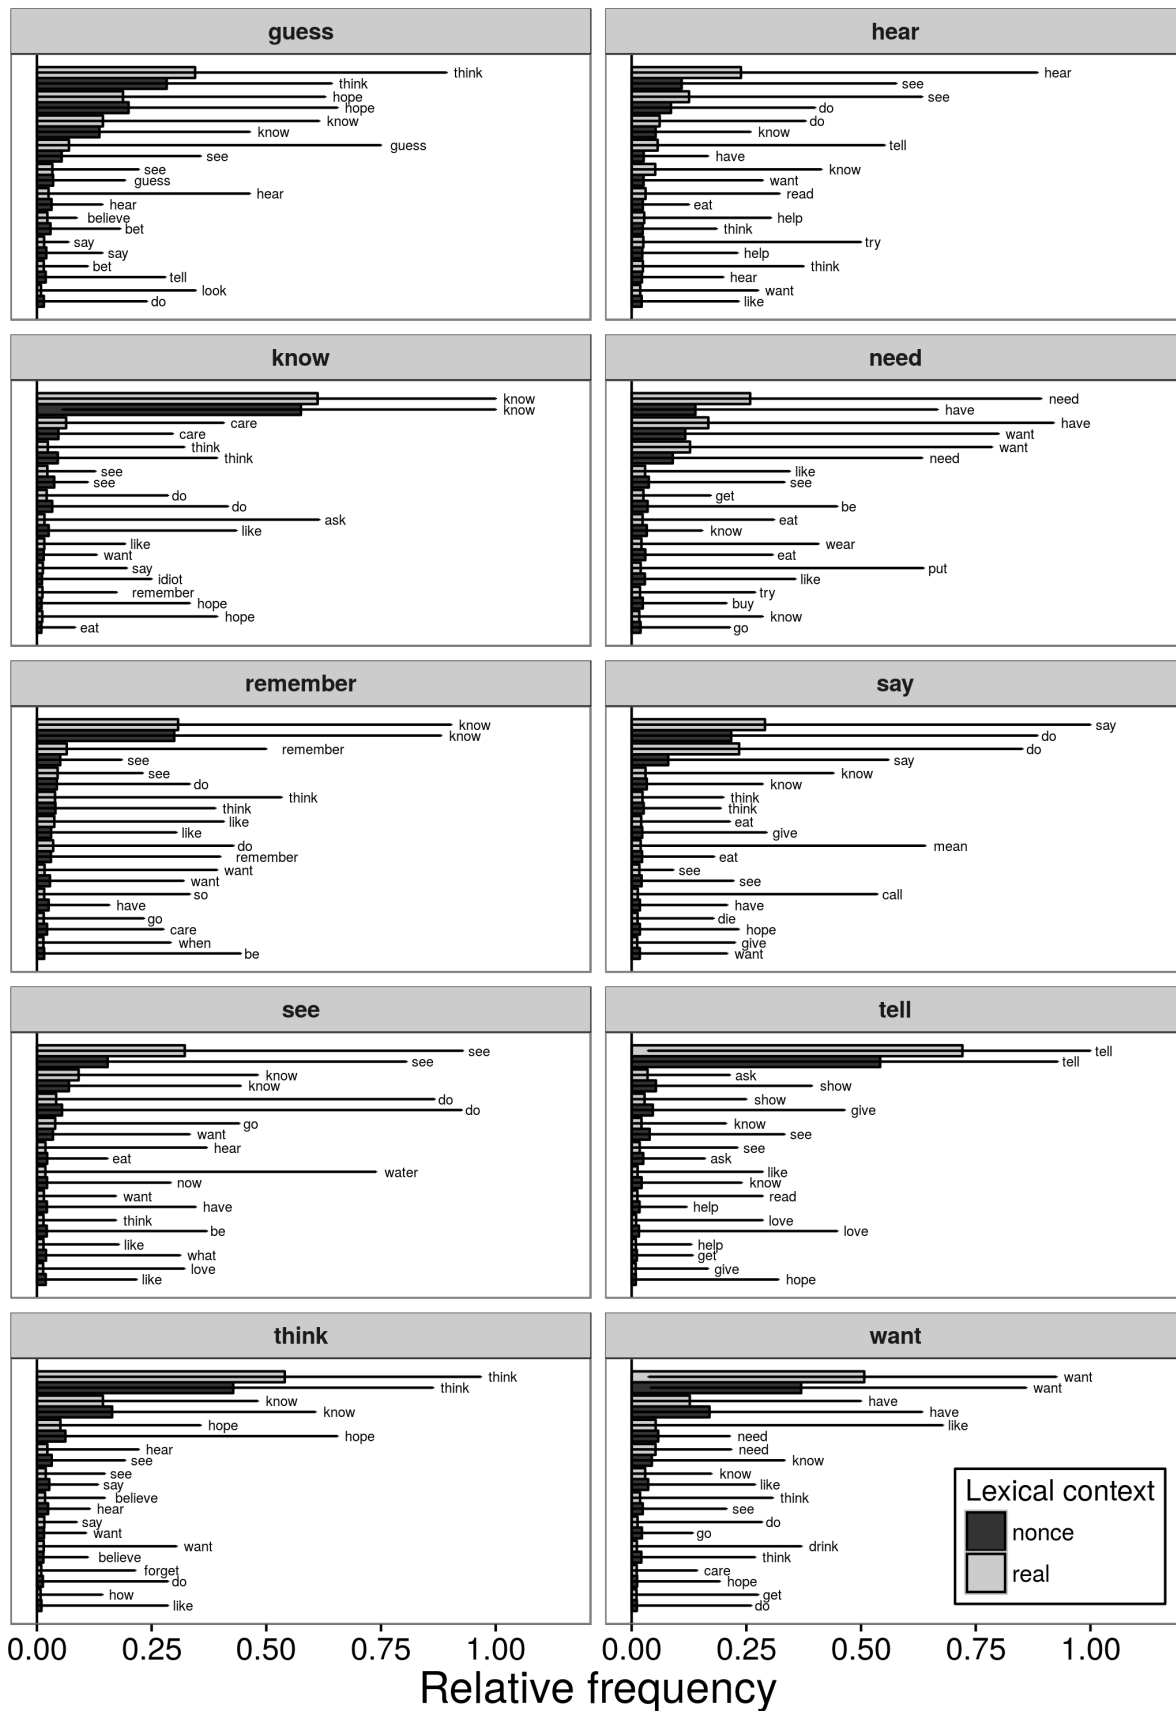 guess
think
think
hope
hope
know
know
guess
see
see
guess
hear
hear
believe
bet
say
say
bet
tell
look
do
hear
hear
see
see
do
do
know
tell
have
know
want
read
eat
help
think
try
help
think
hear
want
like
know
know
know
care
care
think
think
see
see
do
do
ask
like
like
want
say
idiot
remember
hope
hope
eat
need
need
have
have
want
want
need
like
see
get
be
eat
know
wear
eat
put
like
try
buy
know
go
remember
know
know
remember
see
see
do
think
think
like
like
do
remember
want
want
so
have
go
care
when
be
say
say
do
do
say
know
know
think
think
eat
give
mean
eat
see
see
call
have
die
hope
give
want
see
see
see
know
know
do
do
go
want
hear
eat
water
now
want
have
think
be
like
what
love
like
tell
tell
tell
ask
show
show
give
know
see
see
ask
like
know
read
help
love
love
help
get
give
hope
think
think
think
know
know
hope
hope
hear
see
see
say
believe
hear
say
want
want
believe
forget
do
how
like
want
want
want
have
have
like
need
need
know
know
like
think
see
do
go
drink
think
care
hope
get
do
Lexical context
nonce
real
0.00 0.25 0.50 0.75 1.00 0.00 0.25 0.50 0.75 1.00
Relative frequency